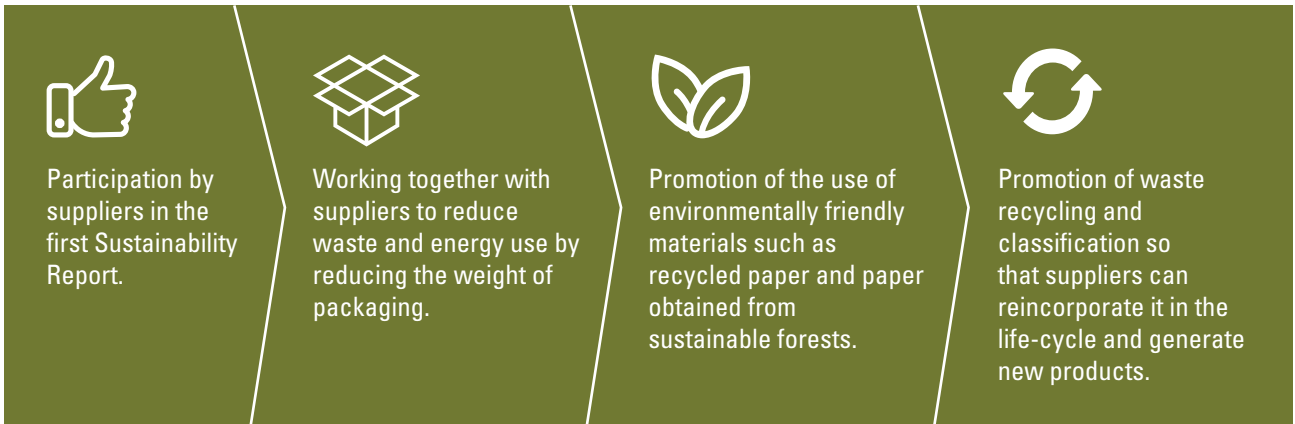 Participation by
suppliers in the
first Sustainability
Report.
Working together with
suppliers to reduce
waste and energy use by
reducing the weight of
packaging.
Promotion of the use of
environmentally friendly
materials such as
recycled paper and paper
obtained from
sustainable forests.
Promotion of waste
recycling and
classification so
that suppliers can
reincorporate it in the
life-cycle and generate
new products.